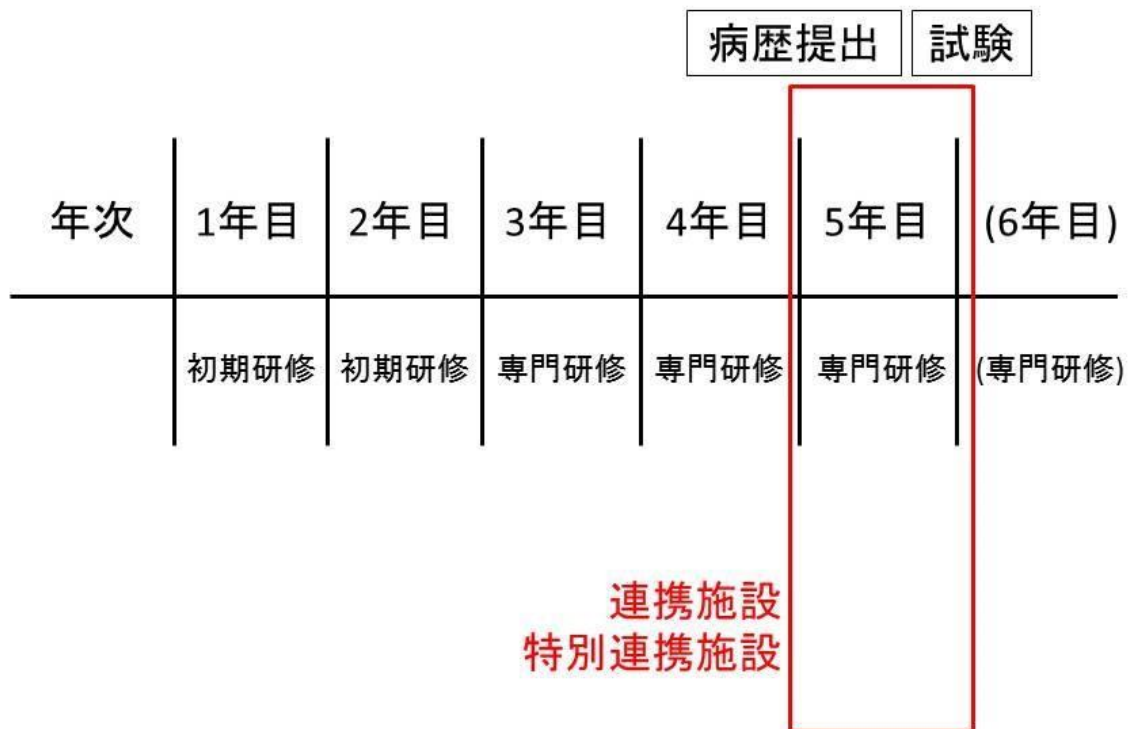 病歴提出 試験
年次 1年目 2年目 3年目 4年目 5年目 (6年目)
初期研修 初期研修 専門研修 専門研修 専門研修 (専門研修)
連携施設
特別連携施設